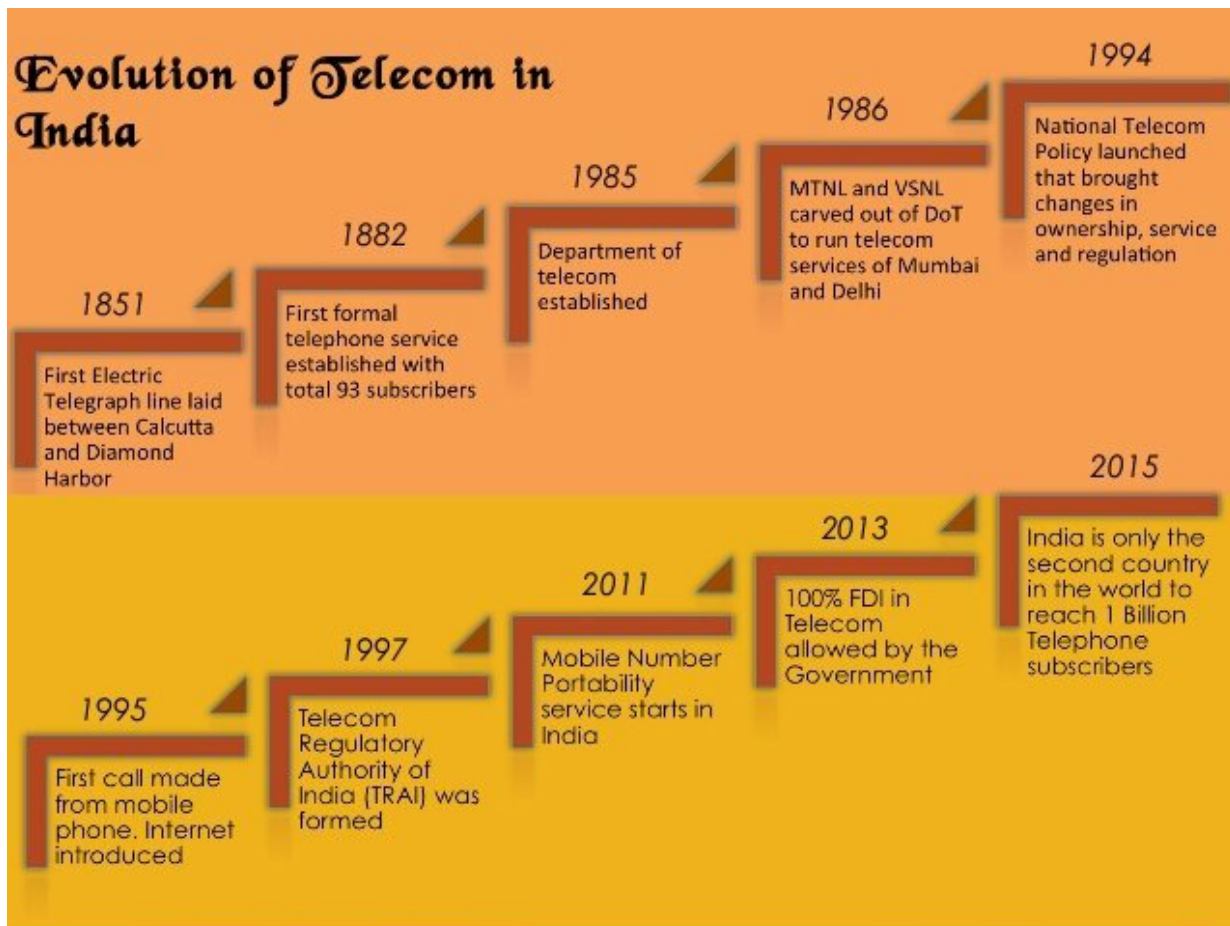 Evolution of Telecom in
India
1851
First Electric
Telegraph line laid
between Calcutta
and Diamond
Harbor
1882
First formal
telephone service
established with
total 93 subscribers
1985
Department of
telecom
established
1986
MTNL and VSNL
carved out of DoT
to run telecom
services of Mumbai
and Delhi
1994
National Telecom
Policy launched
that brought
changes in
ownership, service
and regulation
1995
First call made
from mobile
phone. Internet
introduced
1997
Telecom
Regulatory
Authority of
India (TRAI) was
formed
2011
Mobile Number
Portability
service starts in
India
2013
100% FDI in
Telecom
allowed by the
Government
2015
India is only the
second country
in the world to
reach 1 Billion
Telephone
subscribers